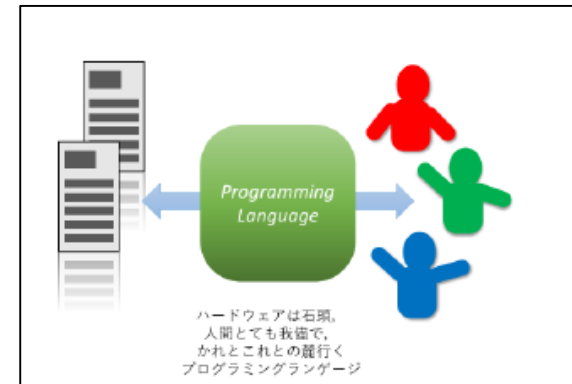 Programming
Language
ハードウェアは石頭,
人間とても我儘で,
かれとこれとの麓行く
プログラミングランゲージ